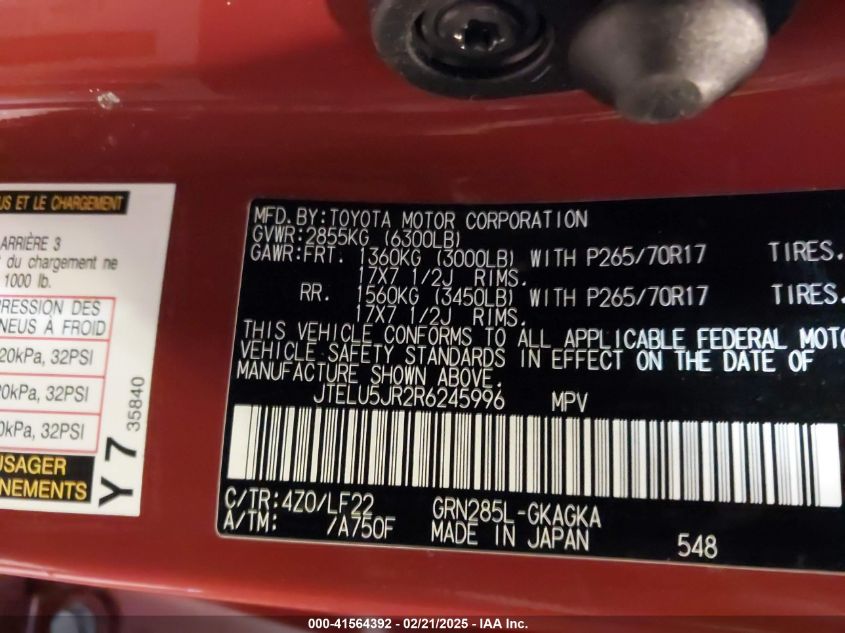 US ET LE CHARGEMENT
ARRIÈRE 3
du chargement ne
1000 lb.
RESSION DES
NEUS À FROID
20kPa, 32PSI
20kPa, 32PSI
0kPa, 32PSI
USAGER
NEMENTS
Y 7
35840
MFD.BY:TOYOTA MOTOR CORPORATION
GVWR:2855KG (6300LB)
GAWR:FRT. 1360KG (3000LB) WITH P265/70R17 TIRES.
17X7 1/2J RIMS.
RR. 1560KG (3450LB) WITH P265/70R17 TIRES.
17X7 1/2J RIMS.
THIS VEHICLE CONFORMS TO ALL APPLICABLE FEDERAL MOTO
VEHICLE SAFETY STANDARDS IN EFFECT ON THE DATE OF
MANUFACTURE SHOWN ABOVE.
JTELU5JR2R6245996 MPV
C/TR:4Z0/LF22 GRN285L-GKAGKA
A/TM: /A750F MADE IN JAPAN 548
000-41564392 - 02/21/2025 - IAA Inc.